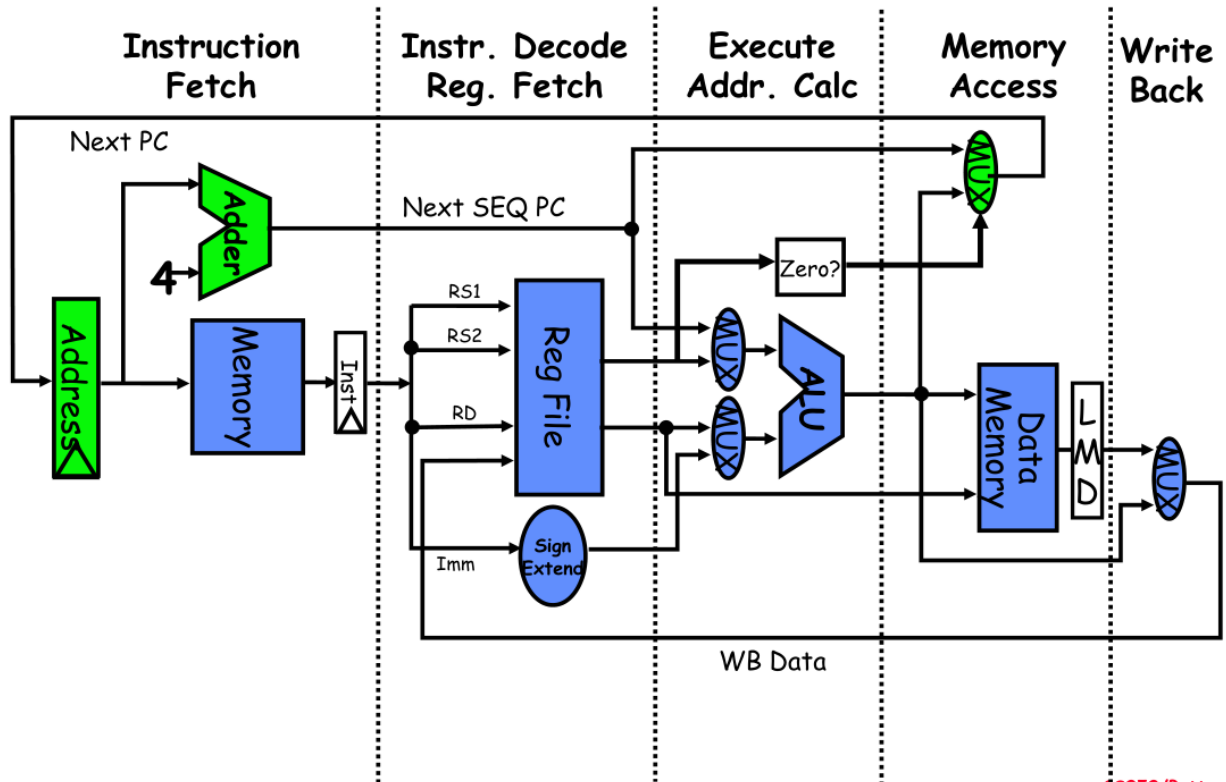 Instruction
Fetch
Instr. Decode
Reg. Fetch
Execute
Addr. Calc
Memory
Access
Write
Back
Next PC
Adder
4
Next SEQ PC
Address
Memory
Inst
RS1
RS2
RD
Imm
Reg File
Sign
Extend
Zero?
MUX
MUX
MUX
ALU
Data
Memory
L
M
D
MUX
WB Data